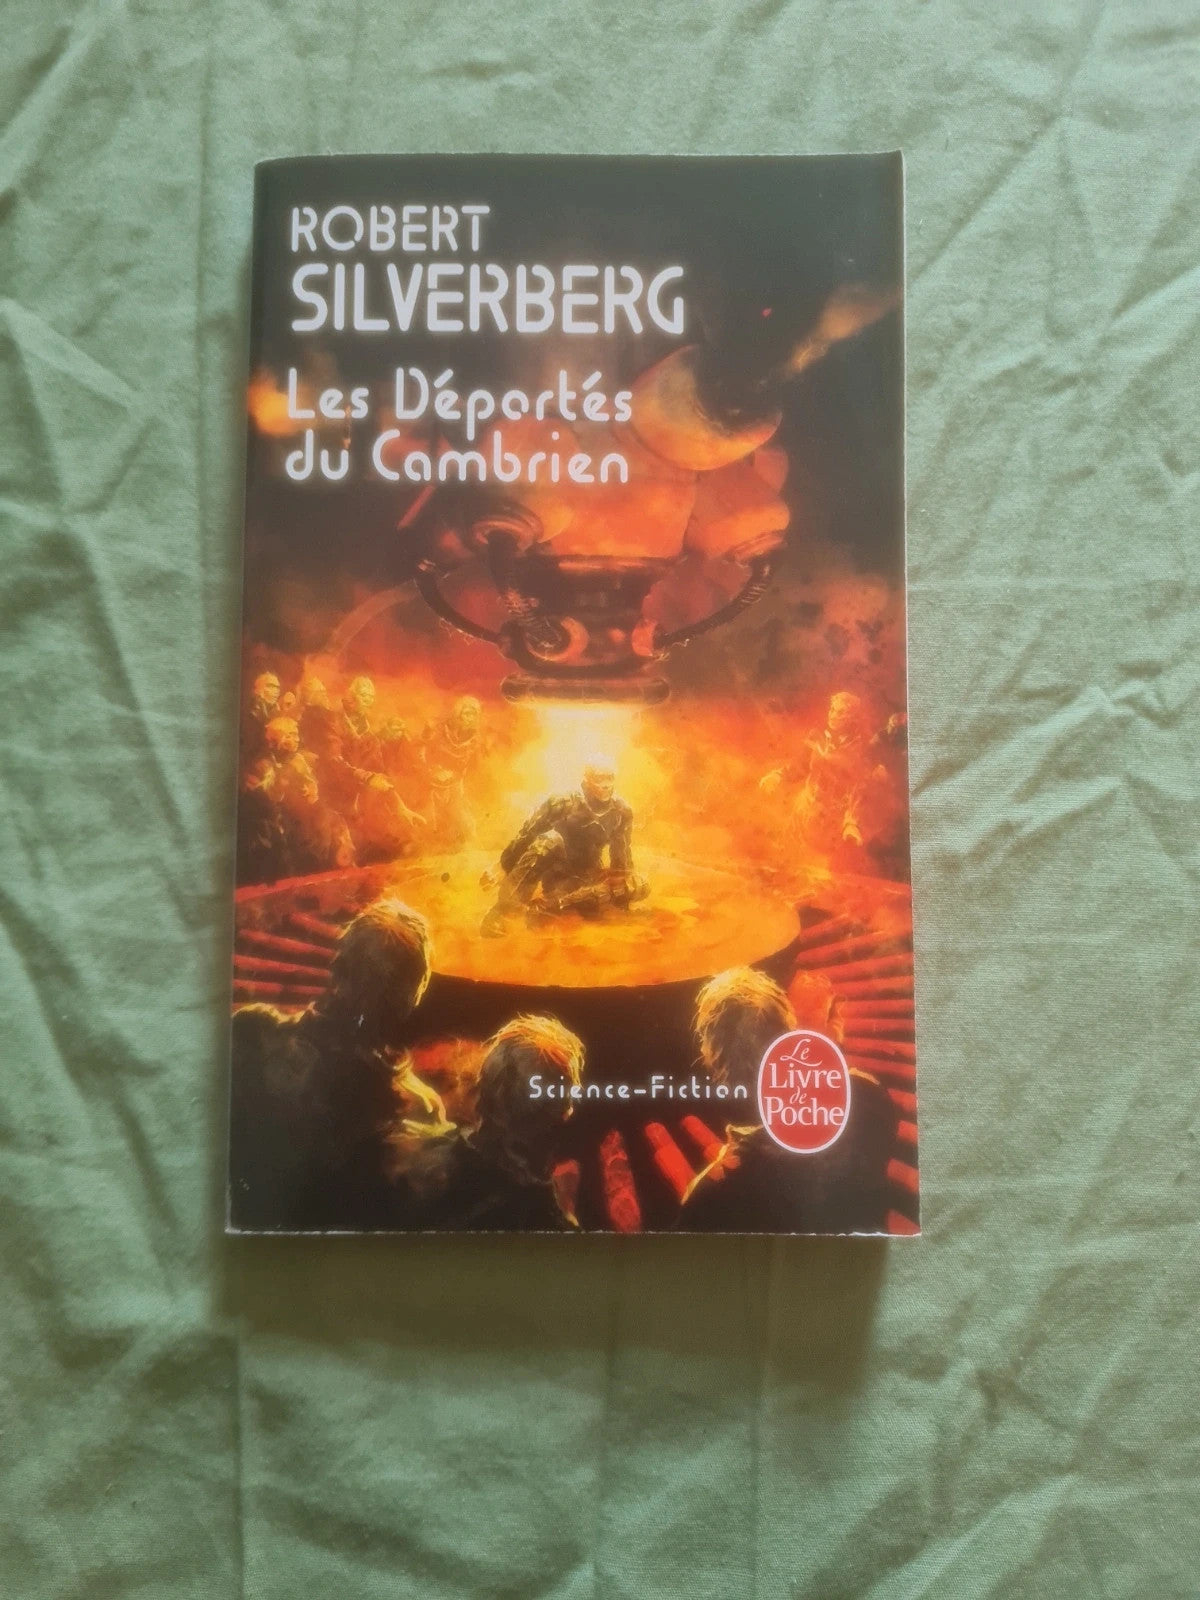 ROBERT
SILVERBERG
Les Déportés
du Cambrien
Science-Fiction
Le
LIVRE
de
POCHE